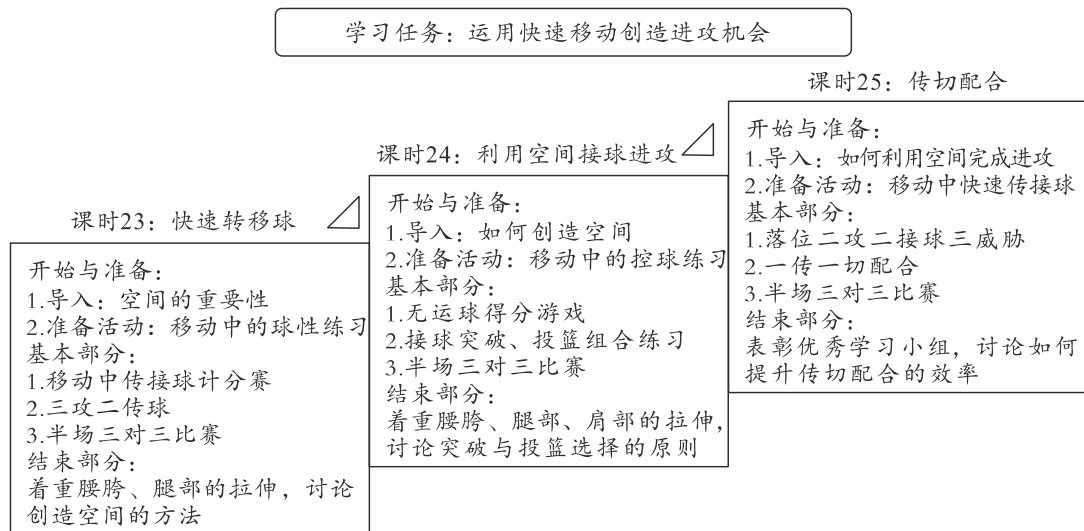 学习任务：运用快速移动创造进攻机会
课时23：快速转移球
开始与准备：
1.导入：空间的重要性
2.准备活动：移动中的球性练习
基本部分：
1.移动中传接球计分赛
2.三攻二传球
3.半场三对三比赛
结束部分：
着重腰胯、腿部的拉伸，讨论
创造空间的方法
课时24：利用空间接球进攻
开始与准备：
1.导入：如何创造空间
2.准备活动：移动中的控球练习
基本部分：
1.无运球得分游戏
2.接球突破、投篮组合练习
3.半场三对三比赛
结束部分：
着重腰胯、腿部、肩部的拉伸，
讨论突破与投篮选择的原则
课时25：传切配合
开始与准备：
1.导入：如何利用空间完成进攻
2.准备活动：移动中快速传接球
基本部分：
1.落位二攻二接球三威胁
2.一传一切配合
3.半场三对三比赛
结束部分：
表彰优秀学习小组，讨论如何
提升传切配合的效率